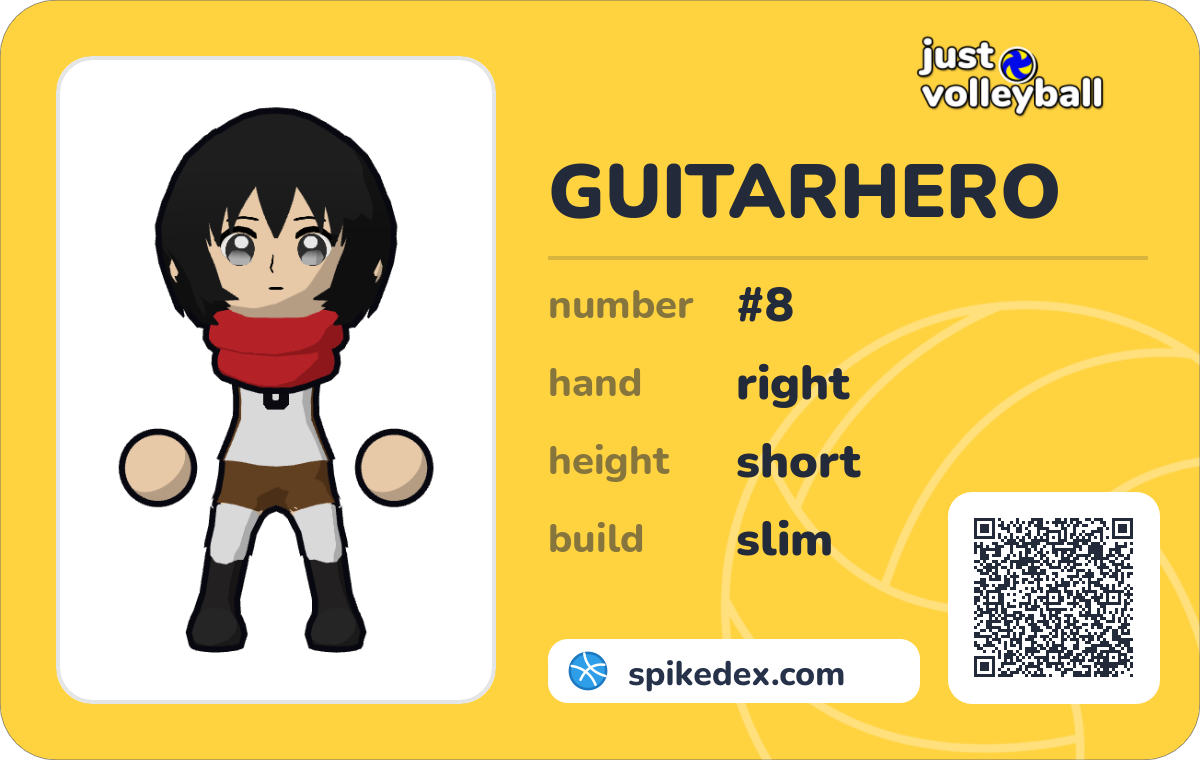 just
volleyball
GUITARHERO
number #8
hand right
height short
build slim
spikedex.com